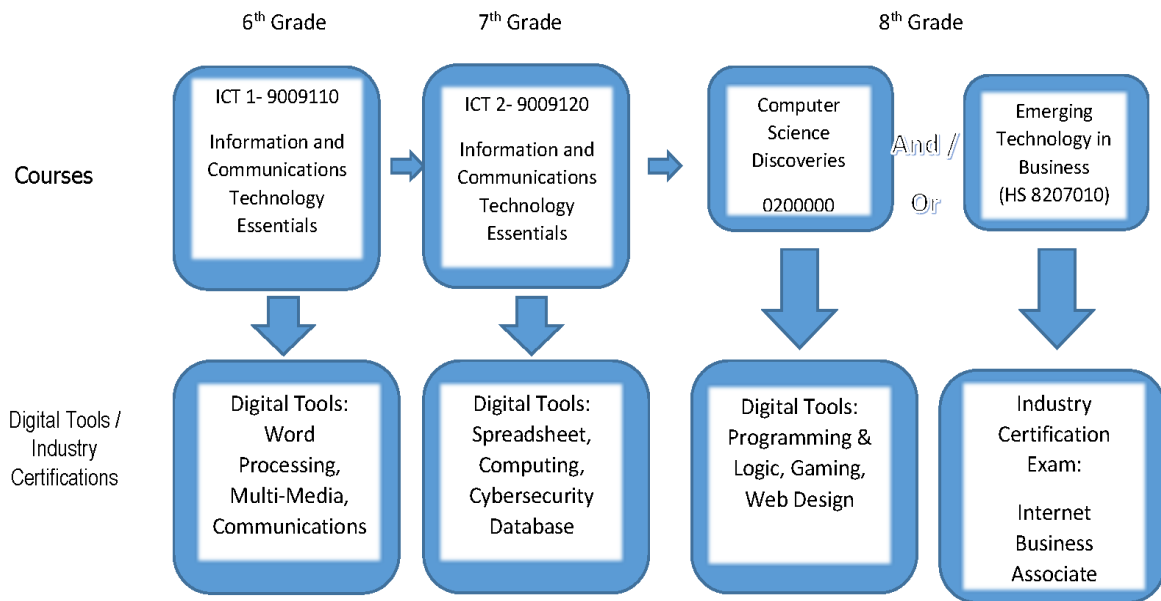 6th Grade
7th Grade
8th Grade
Courses
ICT 1- 9009110
Information and
Communications
Technology
Essentials
ICT 2- 9009120
Information and
Communications
Technology
Essentials
Computer
Science
Discoveries
0200000
And /
Or
Emerging
Technology in
Business
(HS 8207010)
Digital Tools /
Industry
Certifications
Digital Tools:
Word
Processing,
Multi-Media,
Communications
Digital Tools:
Spreadsheet,
Computing,
Cybersecurity
Database
Digital Tools:
Programming &
Logic, Gaming,
Web Design
Industry
Certification
Exam:
Internet
Business
Associate